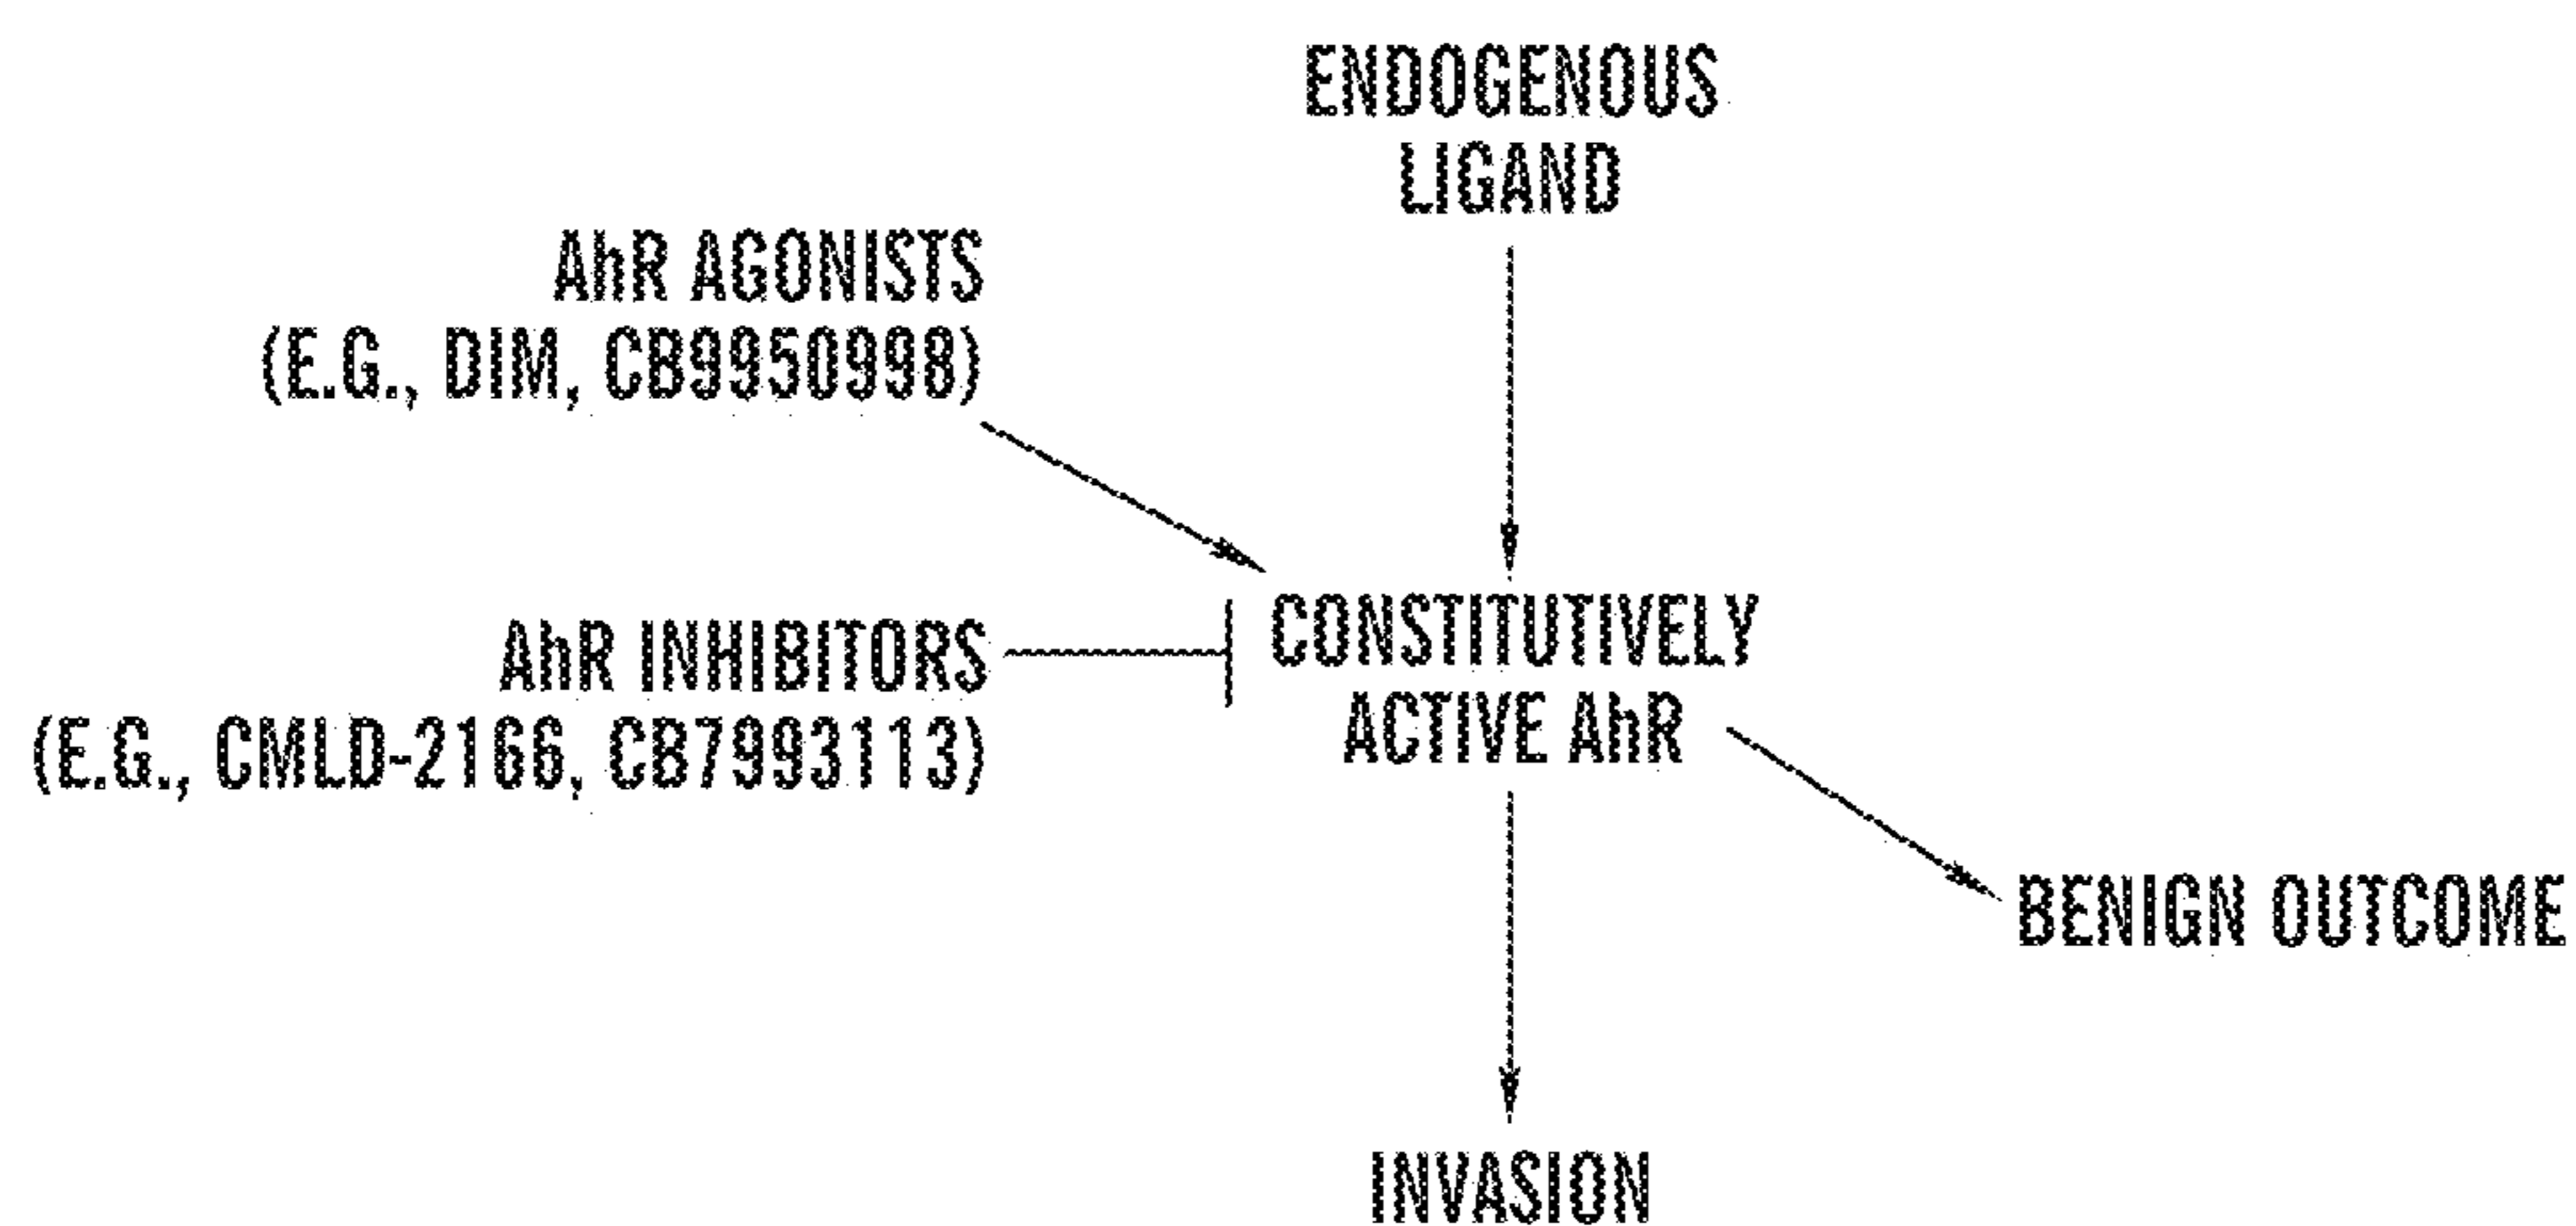 ENDOGENOUS
LIGAND
AhR AGONISTS
(E.G., DIM, CB9950998)
AhR INHIBITORS
(E.G., CMLD-2166, CB7993113)
CONSTITUTIVELY
ACTIVE AhR
BENIGN OUTCOME
INVASION